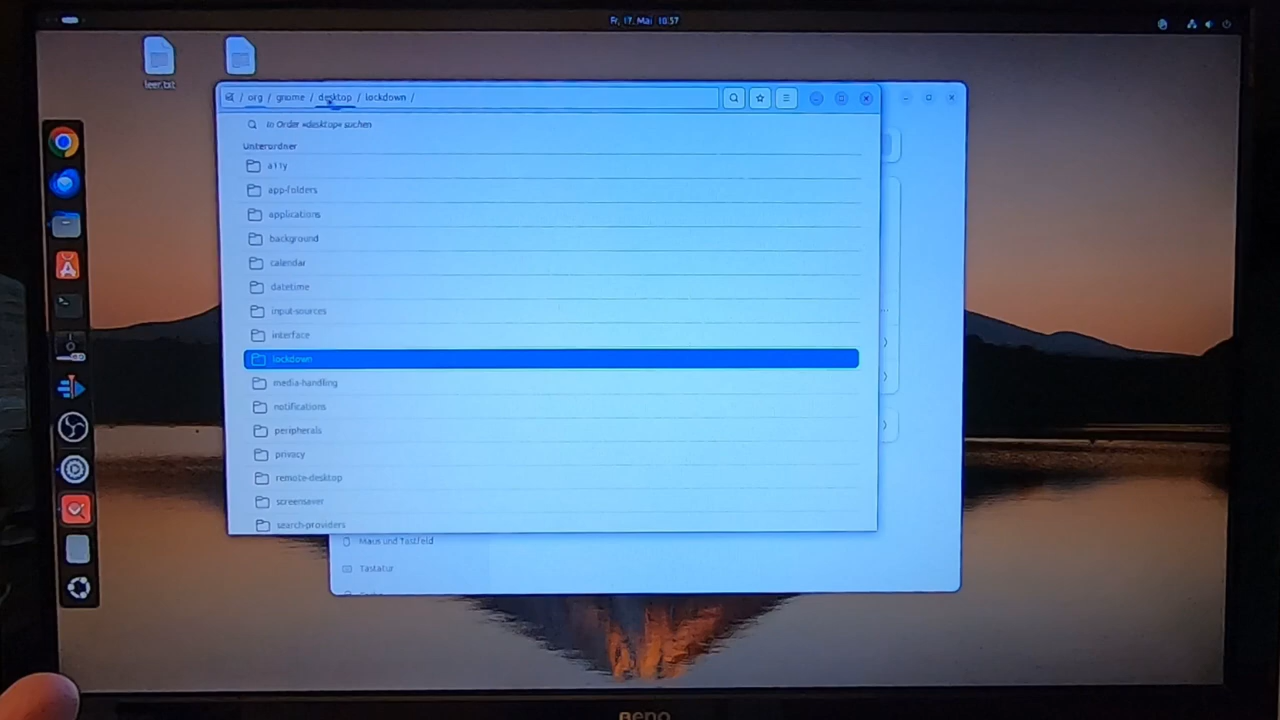 Fr, 17. Mai 10:57
leer.txt
/ org / gnome / desktop / lockdown /
In Order »desktop« suchen
Unterordner
a11y
app-folders
applications
background
calendar
datetime
input-sources
interface
lockdown
media-handling
notifications
peripherals
privacy
remote-desktop
screensaver
search-providers
Maus und Tastfeld
Tastatur
BenQ